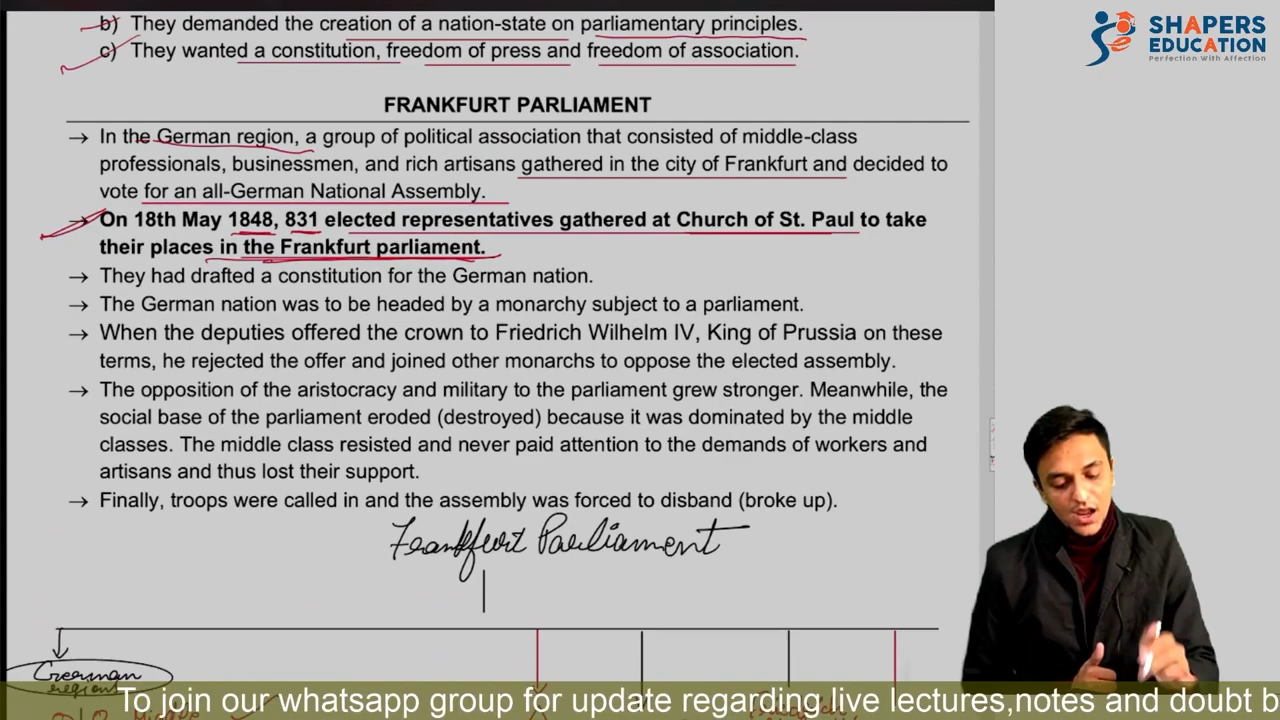 b) They demanded the creation of a nation-state on parliamentary principles.
c) They wanted a constitution, freedom of press and freedom of association.
SHAPERS
EDUCATION
Perfection With Affection
FRANKFURT PARLIAMENT
→ In the German region, a group of political association that consisted of middle-class
professionals, businessmen, and rich artisans gathered in the city of Frankfurt and decided to
vote for an all-German National Assembly.
→ On 18th May 1848, 831 elected representatives gathered at Church of St. Paul to take
their places in the Frankfurt parliament.
→ They had drafted a constitution for the German nation.
→ The German nation was to be headed by a monarchy subject to a parliament.
→ When the deputies offered the crown to Friedrich Wilhelm IV, King of Prussia on these
terms, he rejected the offer and joined other monarchs to oppose the elected assembly.
→ The opposition of the aristocracy and military to the parliament grew stronger. Meanwhile, the
social base of the parliament eroded (destroyed) because it was dominated by the middle
classes. The middle class resisted and never paid attention to the demands of workers and
artisans and thus lost their support.
→ Finally, troops were called in and the assembly was forced to disband (broke up).
Frankfurt Parliament
German
region
To join our whatsapp group for update regarding live lectures,notes and doubt b